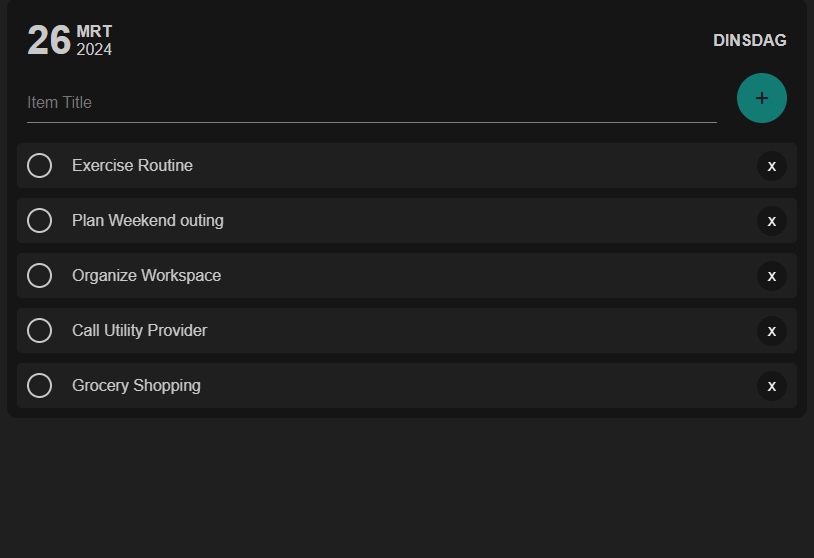 26 MRT
2024
DINSDAG
Item Title
+
Exercise Routine x
Plan Weekend outing x
Organize Workspace x
Call Utility Provider x
Grocery Shopping x